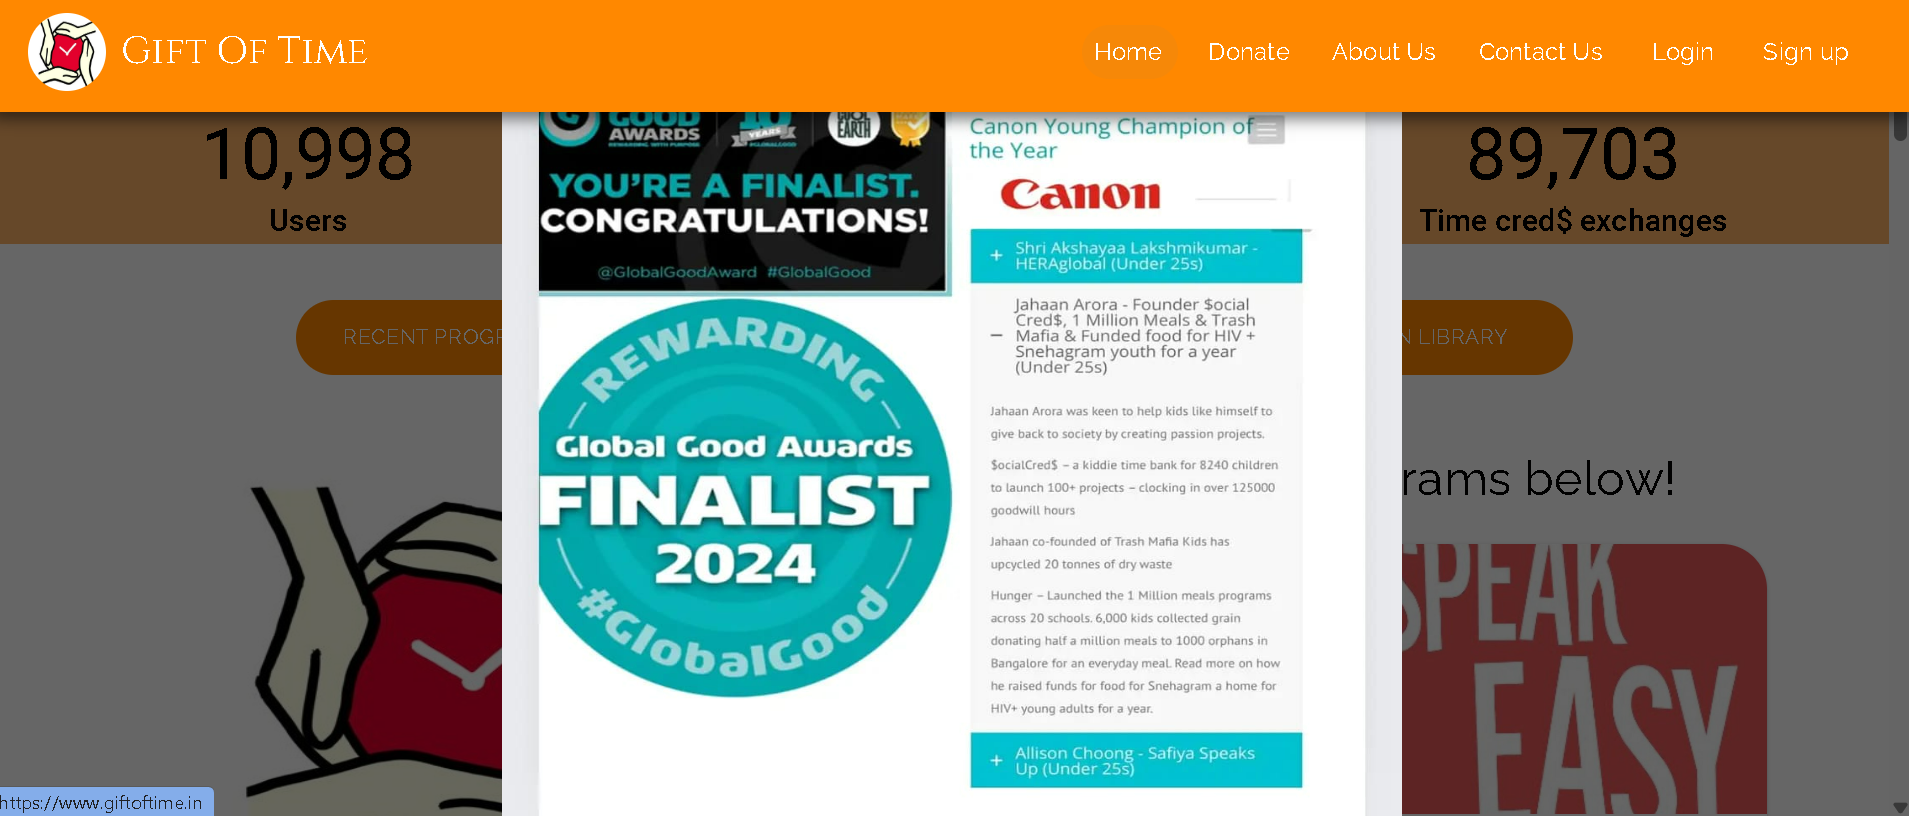 GIFT OF TIME
Home
Donate
About Us
Contact Us
Login
Sign up
10,998
Users
GOOD
AWARDS
REWARDING WITH PURPOSE
10
YEARS
#GLOBALGOOD
EARTH
YOU'RE A FINALIST.
CONGRATULATIONS!
@GlobalGoodAward #GlobalGood
REWARDING
Global Good Awards
FINALIST
2024
#GlobalGood
Canon Young Champion of
the Year
Canon
+ Shri Akshayaa Lakshmikumar -
HERAglobal (Under 25s)
– Jahaan Arora - Founder $ocial
Cred$, 1 Million Meals & Trash
Mafia & Funded food for HIV +
Snehagram youth for a year
(Under 25s)
Jahaan Arora was keen to help kids like himself to
give back to society by creating passion projects.
$ocialCred$ – a kiddie time bank for 8240 children
to launch 100+ projects – clocking in over 125000
goodwill hours
Jahaan co-founded of Trash Mafia Kids has
upcycled 20 tonnes of dry waste
Hunger – Launched the 1 Million meals programs
across 20 schools. 6,000 kids collected grain
donating half a million meals to 1000 orphans in
Bangalore for an everyday meal. Read more on how
he raised funds for food for Snehagram a home for
HIV+ young adults for a year.
+ Allison Choong - Safiya Speaks
Up (Under 25s)
89,703
Time cred$ exchanges
RECENT PROGR
N LIBRARY
rams below!
SPEAK
EASY
https://www.giftoftime.in